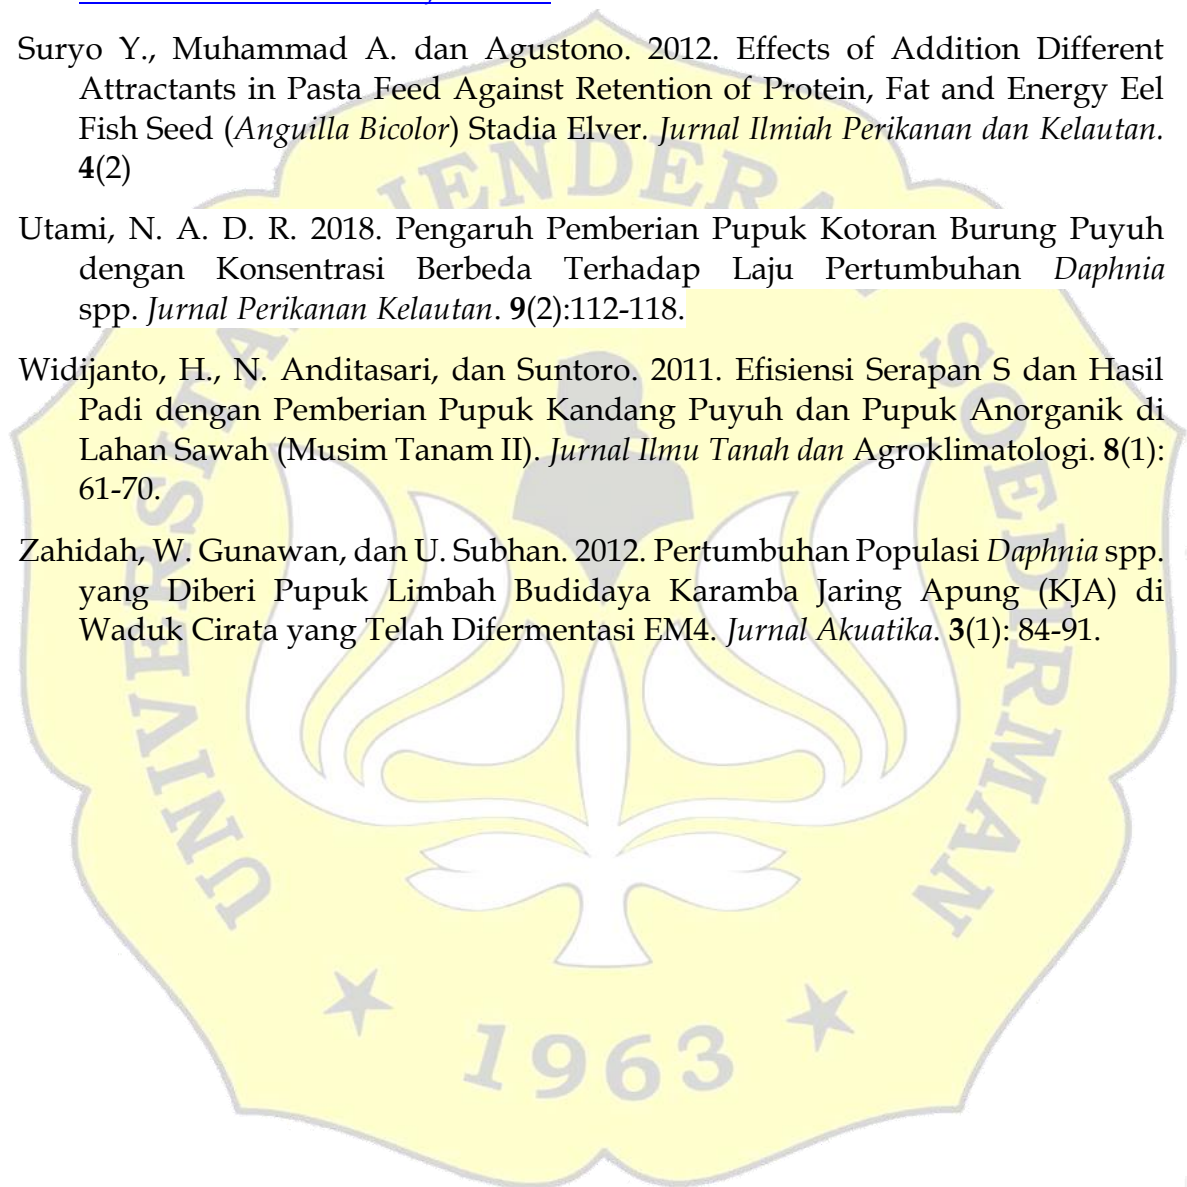 Suryo Y., Muhammad A. dan Agustono. 2012. Effects of Addition Different
Attractants in Pasta Feed Against Retention of Protein, Fat and Energy Eel
Fish Seed (Anguilla Bicolor) Stadia Elver. Jurnal Ilmiah Perikanan dan Kelautan.
4(2)
Utami, N. A. D. R. 2018. Pengaruh Pemberian Pupuk Kotoran Burung Puyuh
dengan Konsentrasi Berbeda Terhadap Laju Pertumbuhan Daphnia
spp. Jurnal Perikanan Kelautan. 9(2):112-118.
Widijanto, H., N. Anditasari, dan Suntoro. 2011. Efisiensi Serapan S dan Hasil
Padi dengan Pemberian Pupuk Kandang Puyuh dan Pupuk Anorganik di
Lahan Sawah (Musim Tanam II). Jurnal Ilmu Tanah dan Agroklimatologi. 8(1):
61-70.
Zahidah, W. Gunawan, dan U. Subhan. 2012. Pertumbuhan Populasi Daphnia spp.
yang Diberi Pupuk Limbah Budidaya Karamba Jaring Apung (KJA) di
Waduk Cirata yang Telah Difermentasi EM4. Jurnal Akuatika. 3(1): 84-91.
UNIVERSITAS JENDERAL SOEDIRMAN
1963